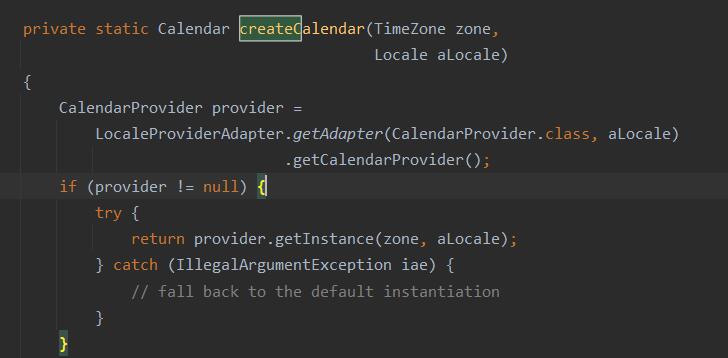 private static Calendar createCalendar(TimeZone zone,
                                       Locale aLocale)
{
    CalendarProvider provider =
        LocaleProviderAdapter.getAdapter(CalendarProvider.class, aLocale)
                             .getCalendarProvider();
    if (provider != null) {
        try {
            return provider.getInstance(zone, aLocale);
        } catch (IllegalArgumentException iae) {
            // fall back to the default instantiation
        }
    }